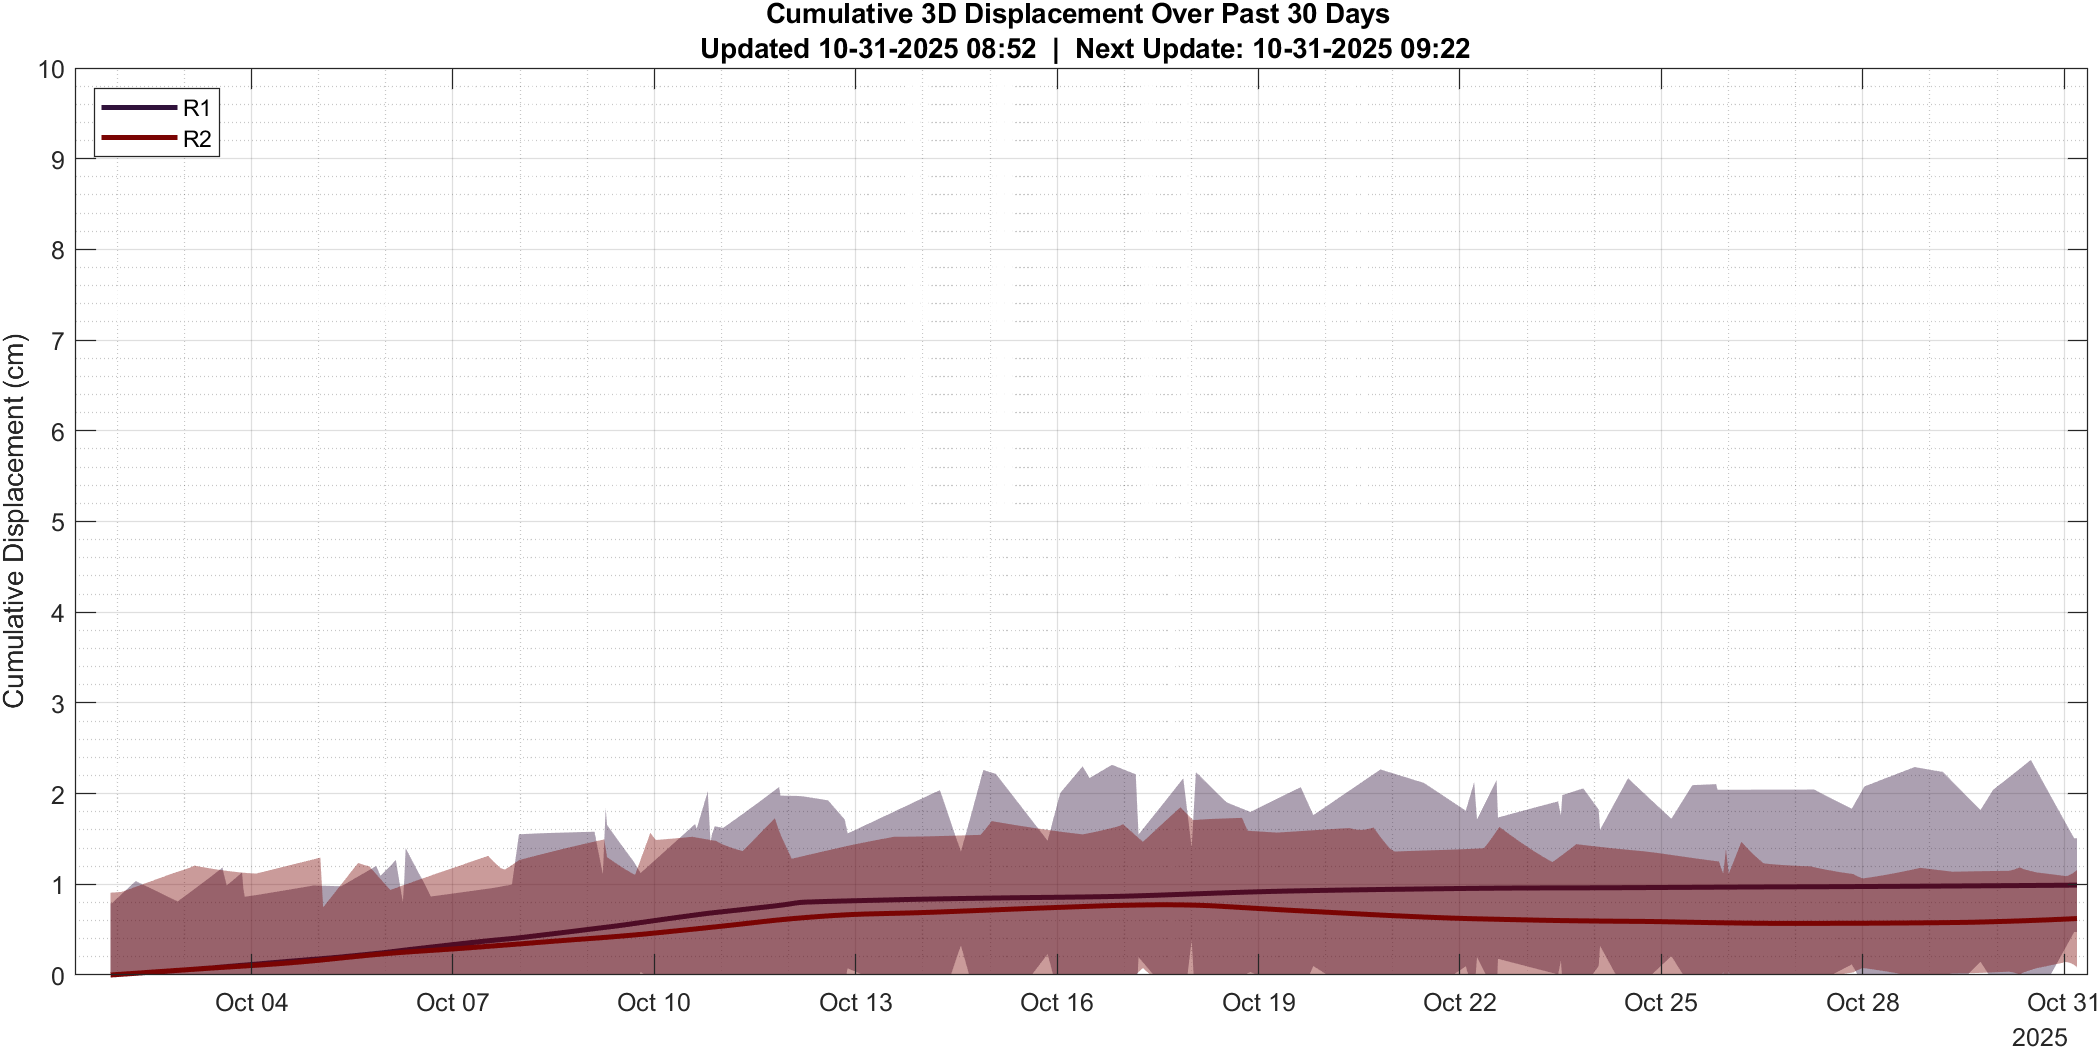 Cumulative 3D Displacement Over Past 30 Days
Updated 10-31-2025 08:52 | Next Update: 10-31-2025 09:22
R1
R2
Cumulative Displacement (cm)
10
9
8
7
6
5
4
3
2
1
0
Oct 04 Oct 07 Oct 10 Oct 13 Oct 16 Oct 19 Oct 22 Oct 25 Oct 28 Oct 31
2025